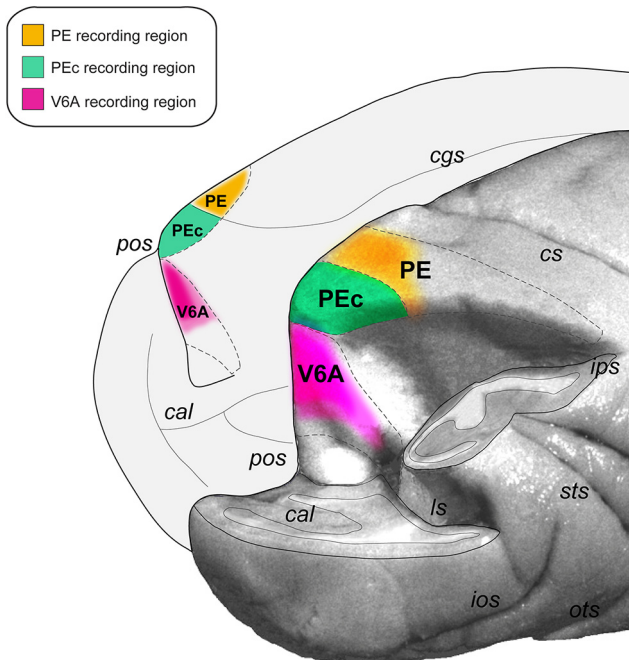 PE recording region
PEc recording region
V6A recording region
cgs
PE
PEc
pos
cs
PE
PEc
V6A
V6A
ips
cal
pos
sts
cal
ls
ios
ots